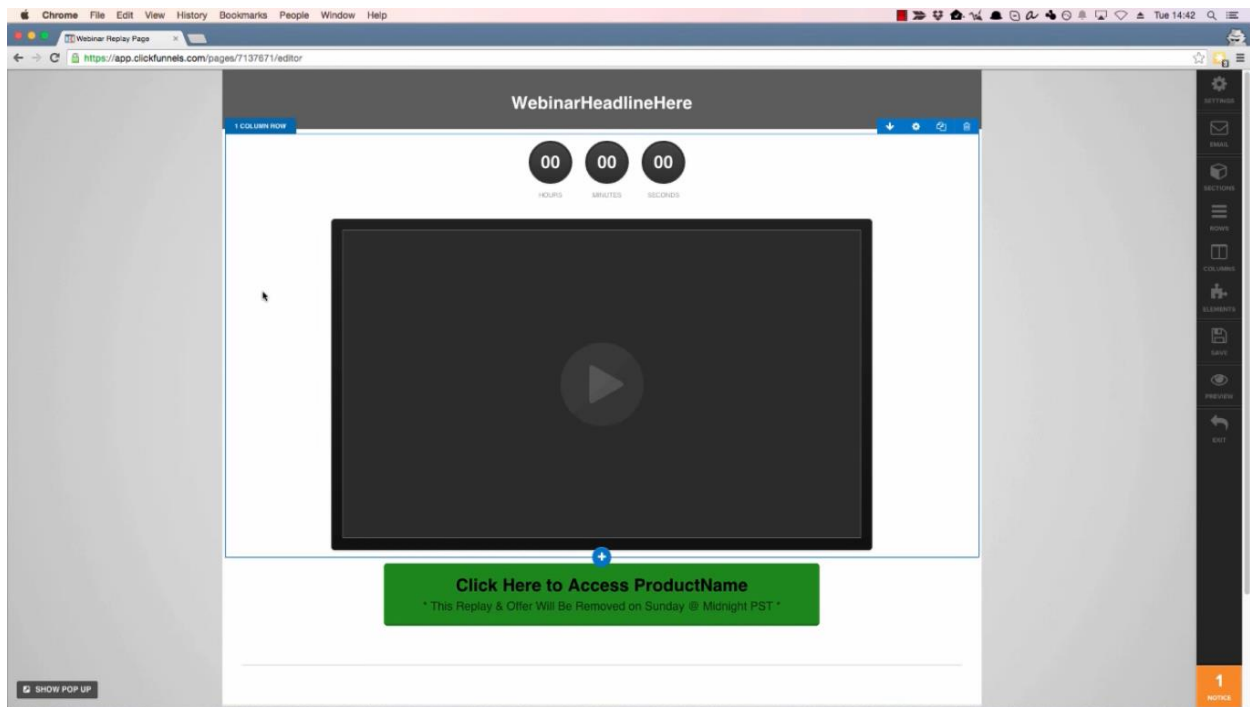 Chrome File Edit View History Bookmarks People Window Help
Tue 14:42
Webinar Replay Page
https://app.clickfunnels.com/pages/7137671/editor
WebinarHeadlineHere
1 COLUMN ROW
00 00 00
HOURS MINUTES SECONDS
SETTINGS
EMAIL
SECTIONS
ROWS
COLUMNS
ELEMENTS
SAVE
PREVIEW
EXIT
Click Here to Access ProductName
* This Replay & Offer Will Be Removed on Sunday @ Midnight PST *
SHOW POP UP
1
NOTICE